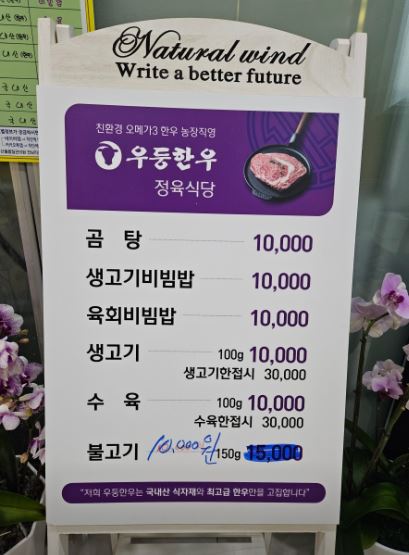 Natural wind
Write a better future
친환경 오메가3 한우 농장직영
우둥한우
정육식당
곰 탕 10,000
생고기비빔밥 10,000
육회비빔밥 10,000
생고기 100g 10,000
생고기한접시 30,000
수 육 100g 10,000
수육한접시 30,000
불고기 10,000원 150g 15,000
"저희 우둥한우는 국내산 식자재와 최고급 한우만을 고집합니다"